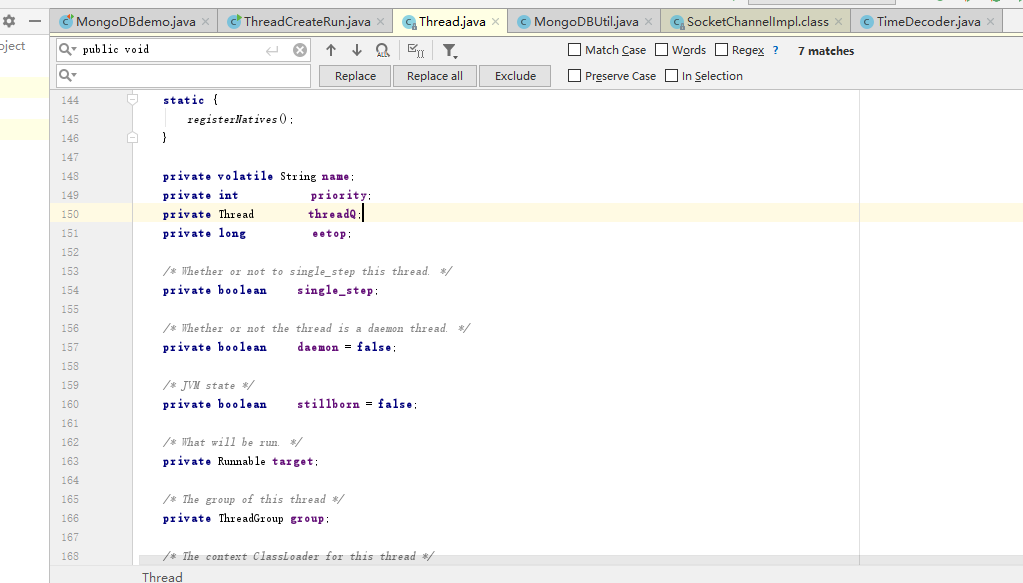 MongoDBdemo.java ThreadCreateRun.java Thread.java MongoDBUtil.java SocketChannelImpl.class TimeDecoder.java
oject
public void Match Case Words Regex ? 7 matches
Replace Replace all Exclude Preserve Case In Selection
144 static {
145 registerNatives();
146 }
147
148 private volatile String name;
149 private int priority;
150 private Thread threadQ;
151 private long eetop;
152
153 /* Whether or not to single_step this thread. */
154 private boolean single_step;
155
156 /* Whether or not the thread is a daemon thread. */
157 private boolean daemon = false;
158
159 /* JVM state */
160 private boolean stillborn = false;
161
162 /* What will be run. */
163 private Runnable target;
164
165 /* The group of this thread */
166 private ThreadGroup group;
167
168 /* The context ClassLoader for this thread */
Thread